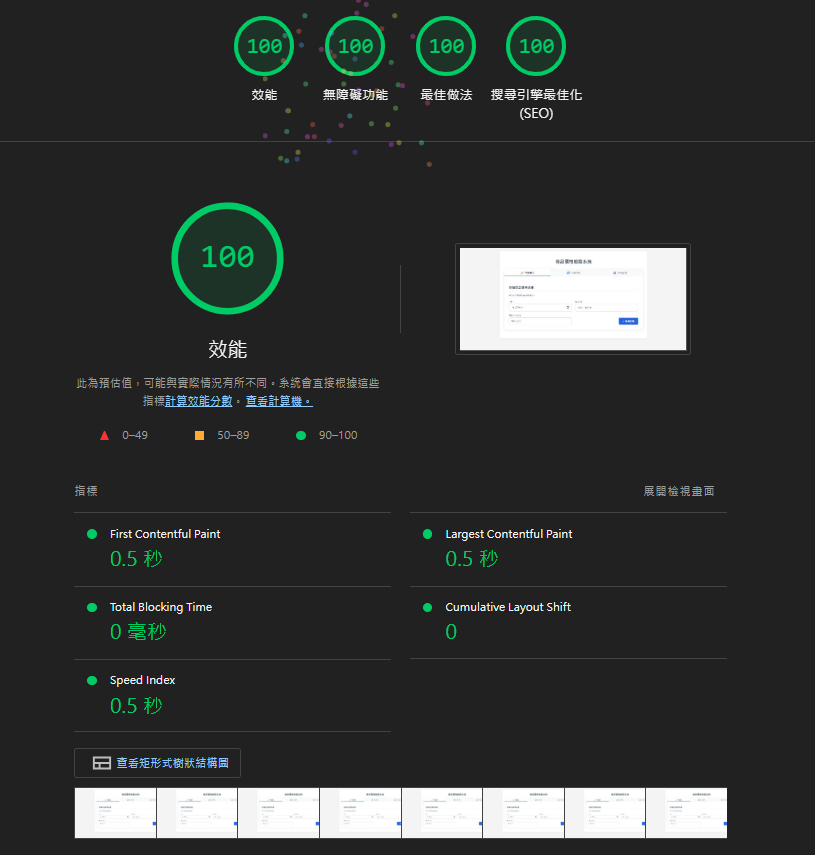 100
100
100
100
效能
無障礙功能
最佳做法
搜尋引擎最佳化
(SEO)
100
效能
此為預估值，可能與實際情況有所不同。系統會直接根據這些
指標計算效能分數。查看計算機。
0–49
50–89
90–100
指標
展開檢視畫面
First Contentful Paint
0.5 秒
Largest Contentful Paint
0.5 秒
Total Blocking Time
0 毫秒
Cumulative Layout Shift
0
Speed Index
0.5 秒
查看矩形式樹狀結構圖